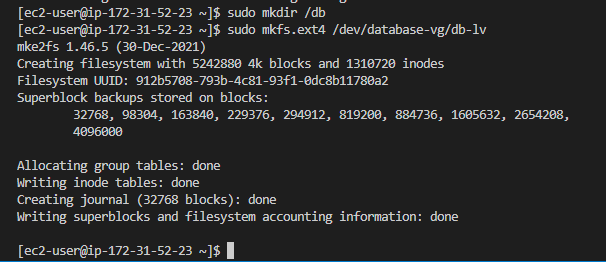 [ec2-user@ip-172-31-52-23 ~]$ sudo mkdir /db
[ec2-user@ip-172-31-52-23 ~]$ sudo mkfs.ext4 /dev/database-vg/db-lv
mke2fs 1.46.5 (30-Dec-2021)
Creating filesystem with 5242880 4k blocks and 1310720 inodes
Filesystem UUID: 912b5708-793b-4c81-93f1-0dc8b11780a2
Superblock backups stored on blocks:
32768, 98304, 163840, 229376, 294912, 819200, 884736, 1605632, 2654208,
4096000
Allocating group tables: done
Writing inode tables: done
Creating journal (32768 blocks): done
Writing superblocks and filesystem accounting information: done
[ec2-user@ip-172-31-52-23 ~]$